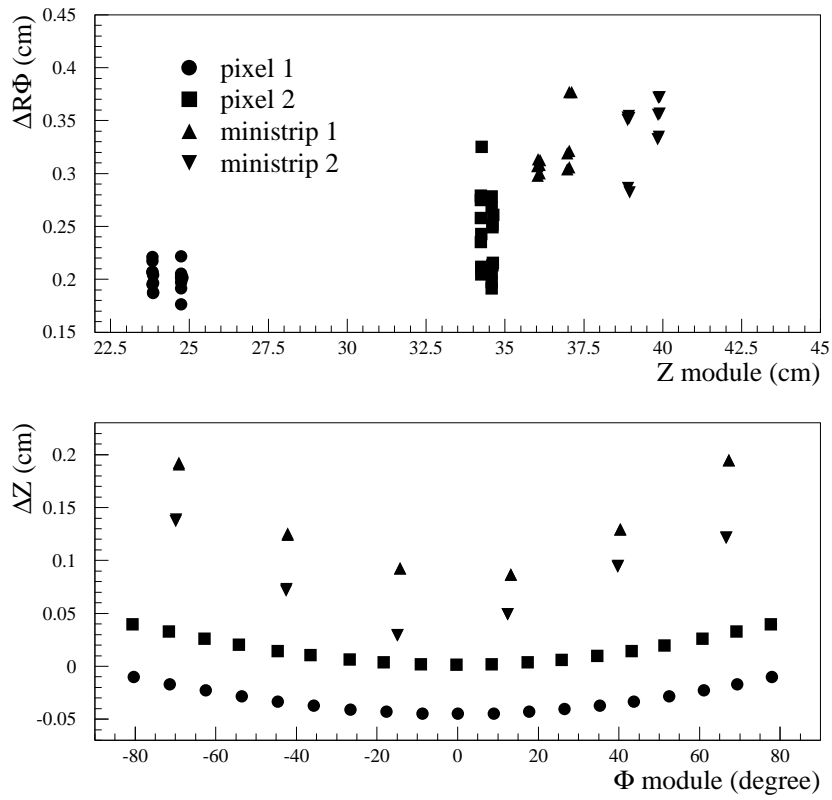 0.45
0.4
0.35
0.3
0.25
0.2
0.15
ΔRΦ (cm)
pixel 1
pixel 2
ministrip 1
ministrip 2
22.5 25 27.5 30 32.5 35 37.5 40 42.5 45
Z module (cm)
0.2
0.15
0.1
0.05
0
-0.05
ΔZ (cm)
-80 -60 -40 -20 0 20 40 60 80
Φ module (degree)